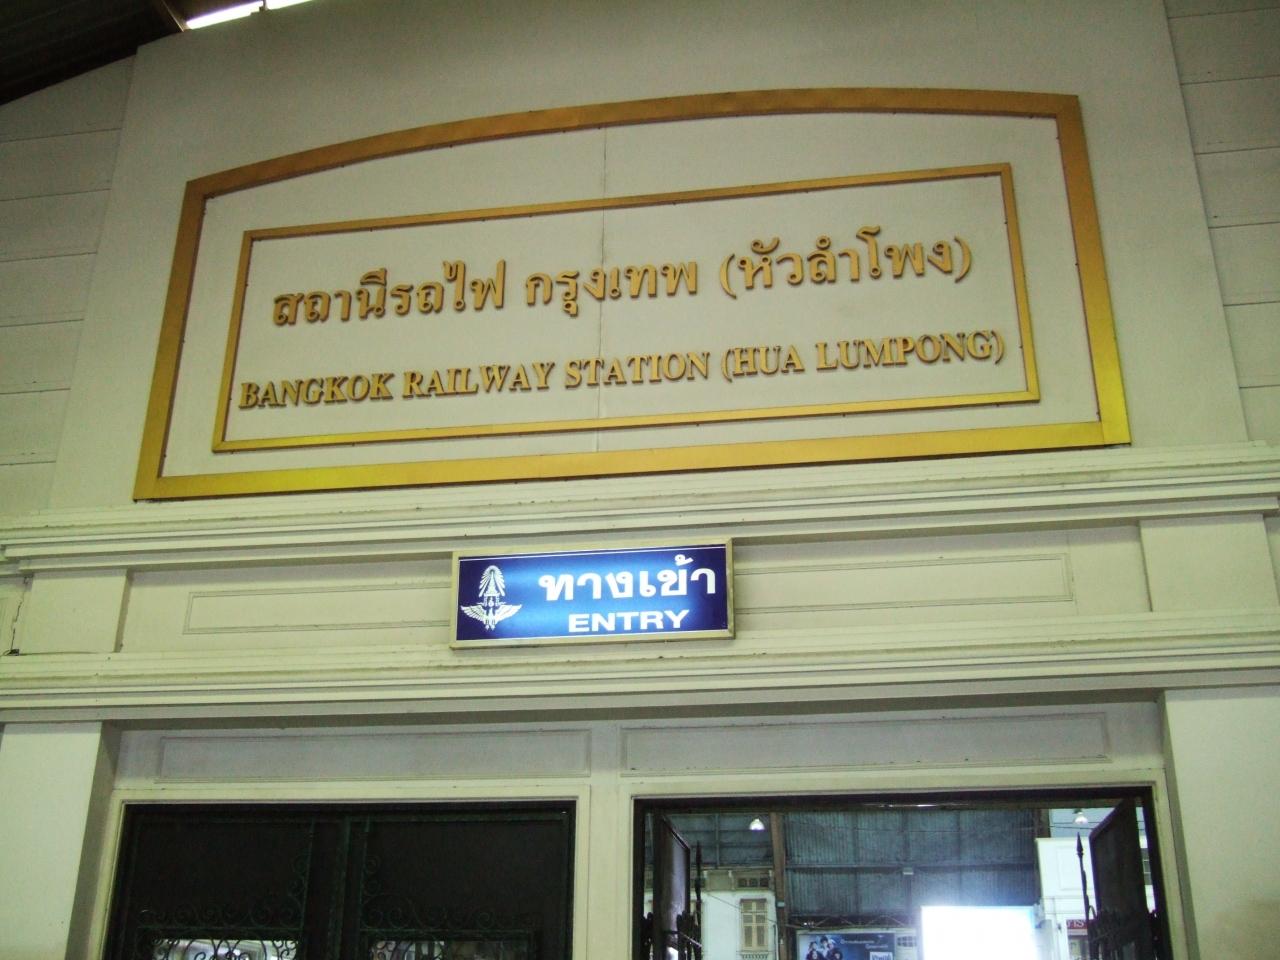 สถานีรถไฟ กรุงเทพ (หัวลำโพง)
BANGKOK RAILWAY STATION (HUA LUMPONG)
ทางเข้า
ENTRY